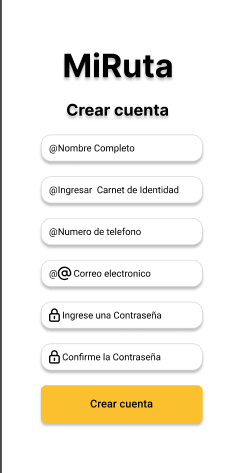 MiRuta
Crear cuenta
@Nombre Completo
@Ingresar Carnet de Identidad
@Numero de telefono
@@ Correo electronico
Ingrese una Contraseña
Confirme la Contraseña
Crear cuenta